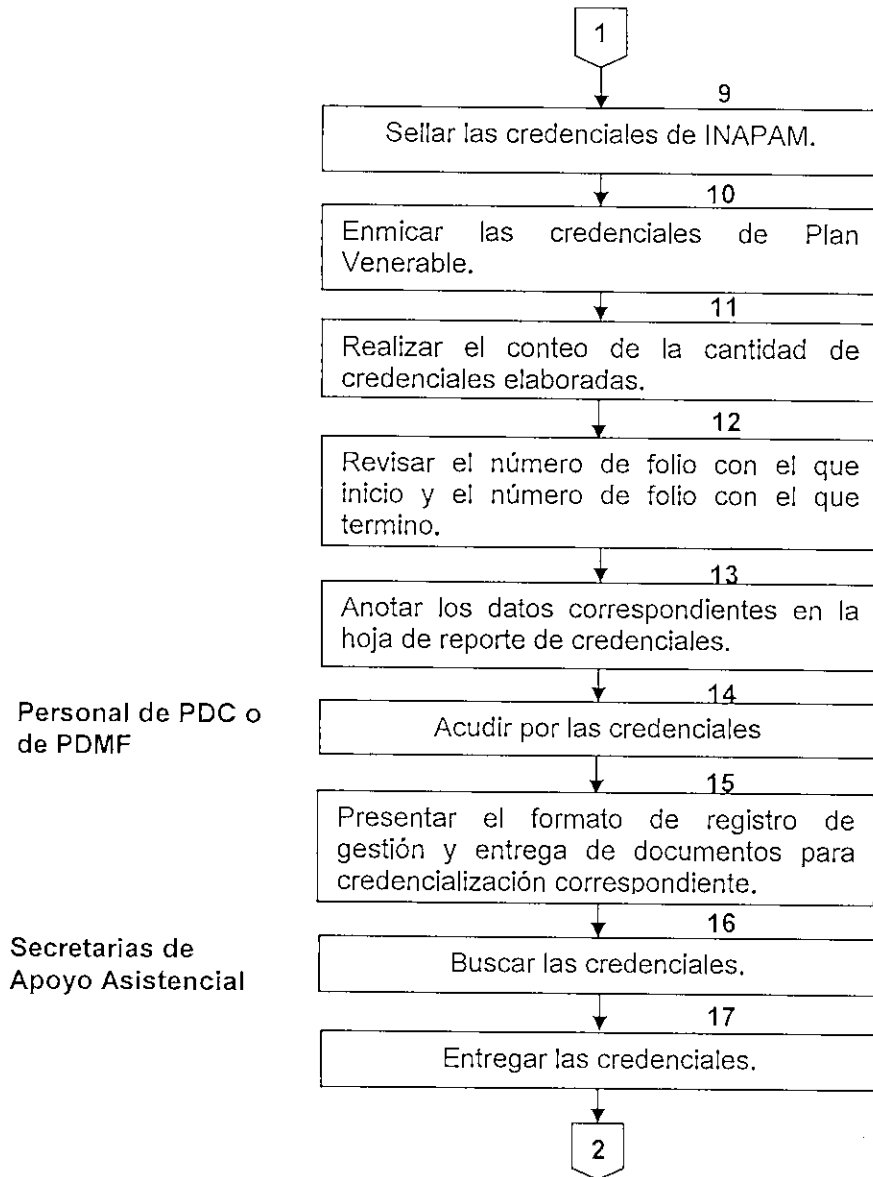 1
9
Sellar las credenciales de INAPAM.
10
Enmicar las credenciales de Plan
Venerable.
11
Realizar el conteo de la cantidad de
credenciales elaboradas.
12
Revisar el número de folio con el que
inicio y el número de folio con el que
termino.
13
Anotar los datos correspondientes en la
hoja de reporte de credenciales.
14
Personal de PDC o
de PDMF
Acudir por las credenciales
15
Presentar el formato de registro de
gestión y entrega de documentos para
credencialización correspondiente.
16
Secretarias de
Apoyo Asistencial
Buscar las credenciales.
17
Entregar las credenciales.
2